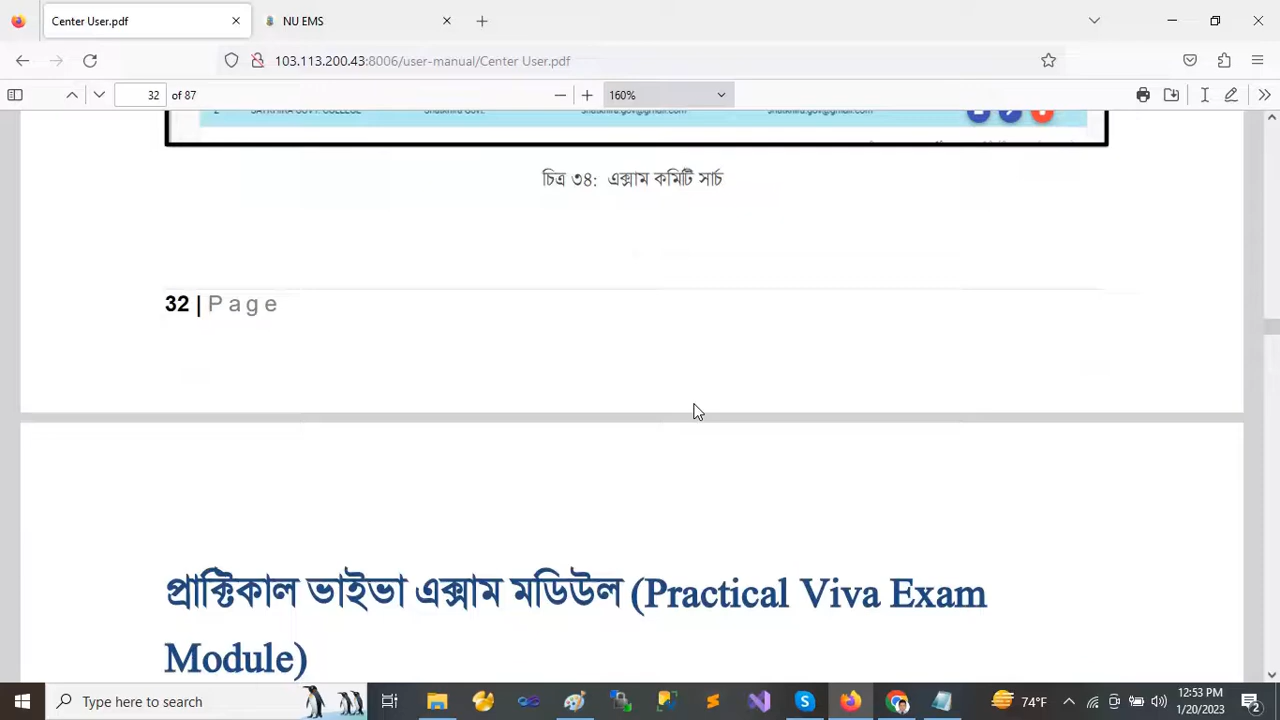 Center User.pdf
NU EMS
103.113.200.43:8006/user-manual/Center User.pdf
32 of 87
160%
চিত্র ৩৪: এক্সাম কমিটি সার্চ
32 | Page
প্রাক্টিকাল ভাইভা এক্সাম মডিউল (Practical Viva Exam
Module)
Type here to search
74°F
12:53 PM
1/20/2023
2